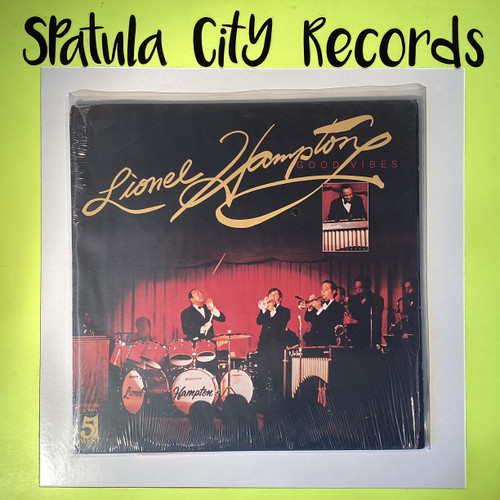 Spatula City Records
Lionel Hampton
GOOD VIBES
Lionel
Hampton
5